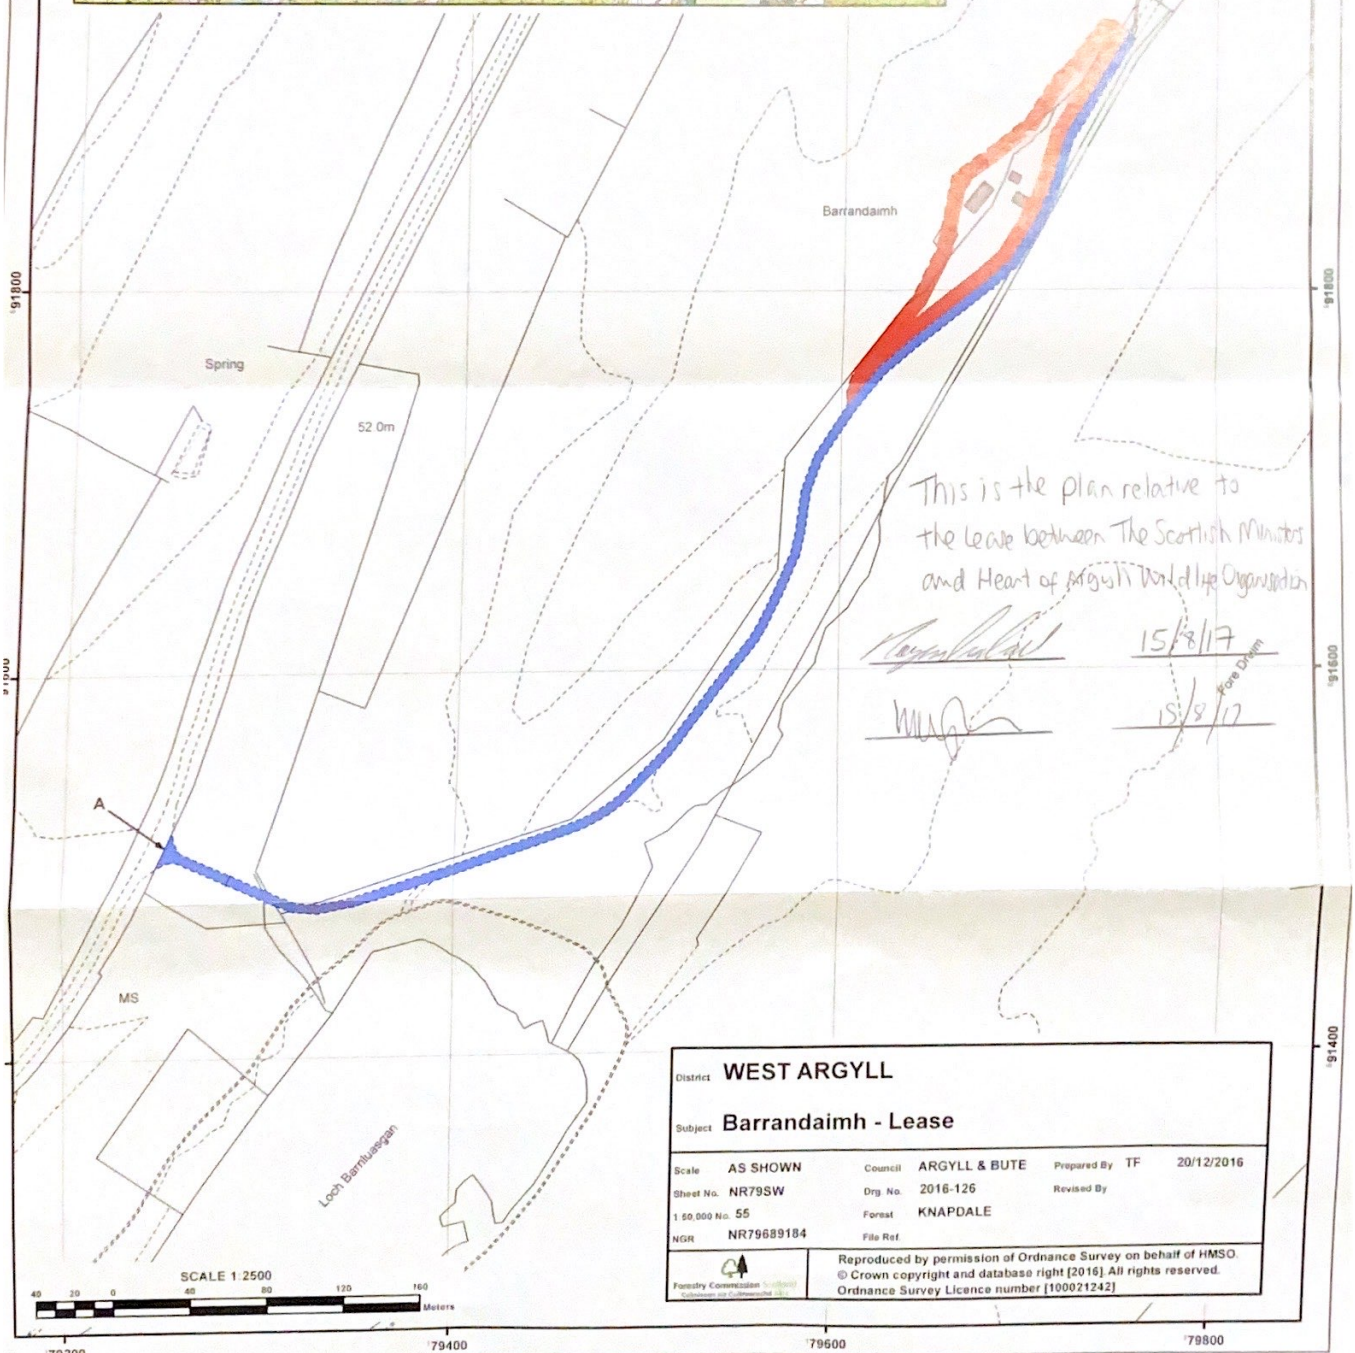 Barrandaimh
91800
91800
Spring
52.0m
This is the plan relative to
the Lease between The Scottish Ministers
and Heart of Argyll Wildlife Organisation
15/8/17
91600
Fore Druim
15/8/17
A
MS
91400
Loch Barnluasgan
District WEST ARGYLL
Subject Barrandaimh - Lease
Scale AS SHOWN Council ARGYLL & BUTE Prepared By TF 20/12/2016
Sheet No. NR79SW Drg. No. 2016-126 Revised By
1:50,000 No. 55 Forest KNAPDALE
NGR NR79689184 File Ref.
Forestry Commission Scotland
Reproduced by permission of Ordnance Survey on behalf of HMSO.
© Crown copyright and database right [2016]. All rights reserved.
Ordnance Survey Licence number [100021242]
SCALE 1:2500
40 20 0 40 80 120 160
Meters
79400 79600 79800